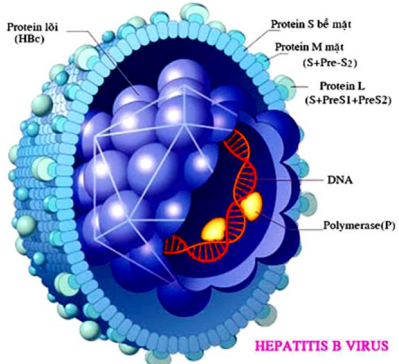 Protein lõi
(HBc)
Protein S bề mặt
Protein M mặt
(S+Pre-S2)
Protein L
(S+PreS1+PreS2)
DNA
Polymerase(P)
HEPATITIS B VIRUS